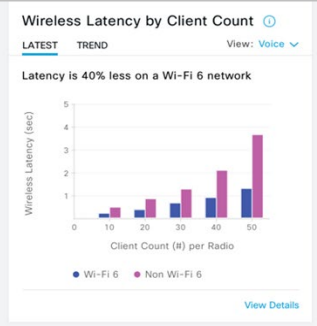 Wireless Latency by Client Count ⓘ
LATEST TREND View: Voice
Latency is 40% less on a Wi-Fi 6 network
Wireless Latency (sec)
5
4
3
2
1
0 10 20 30 40 50
Client Count (#) per Radio
Wi-Fi 6 Non Wi-Fi 6
View Details